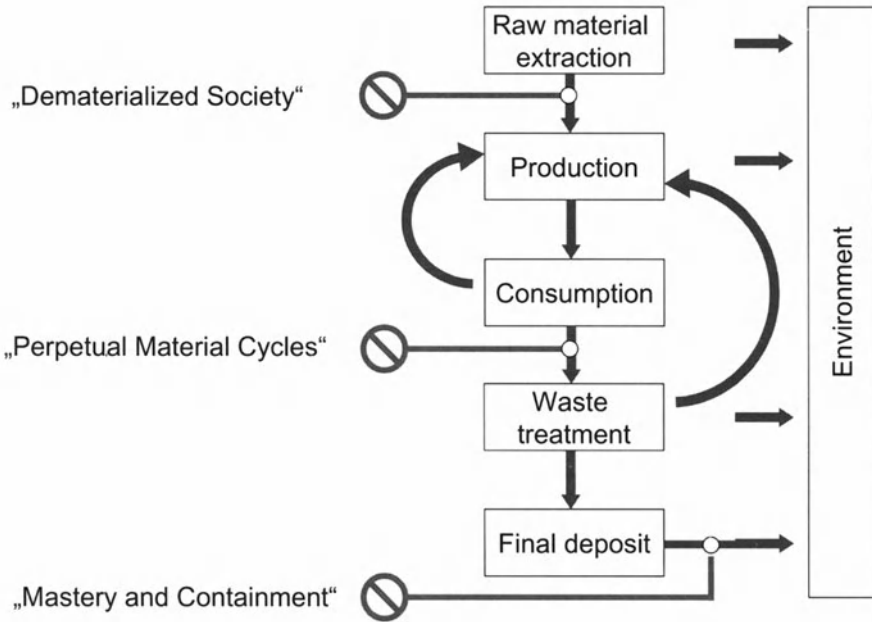 Raw material
extraction
„Dematerialized Society“
Production
Consumption
„Perpetual Material Cycles“
Waste
treatment
Final deposit
„Mastery and Containment“
Environment